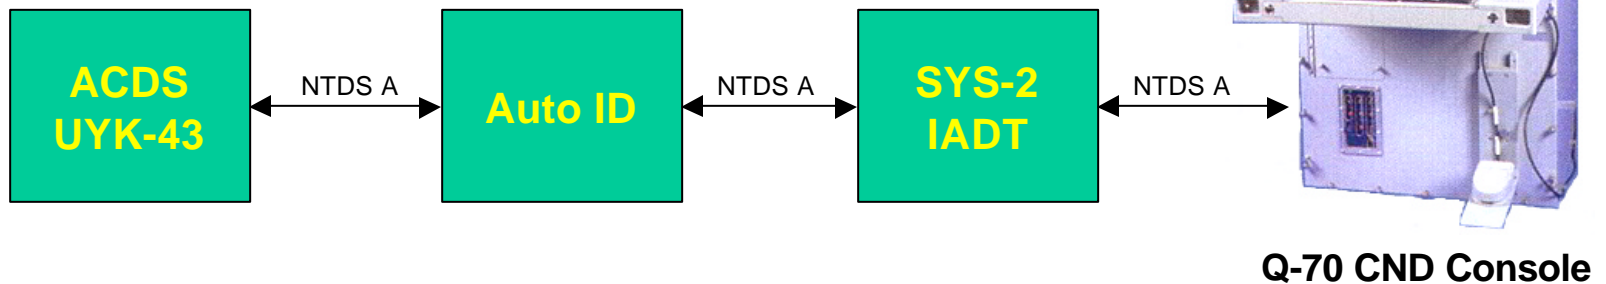 ACDS
UYK-43
NTDS A
Auto ID
NTDS A
SYS-2
IADT
NTDS A
Q-70 CND Console